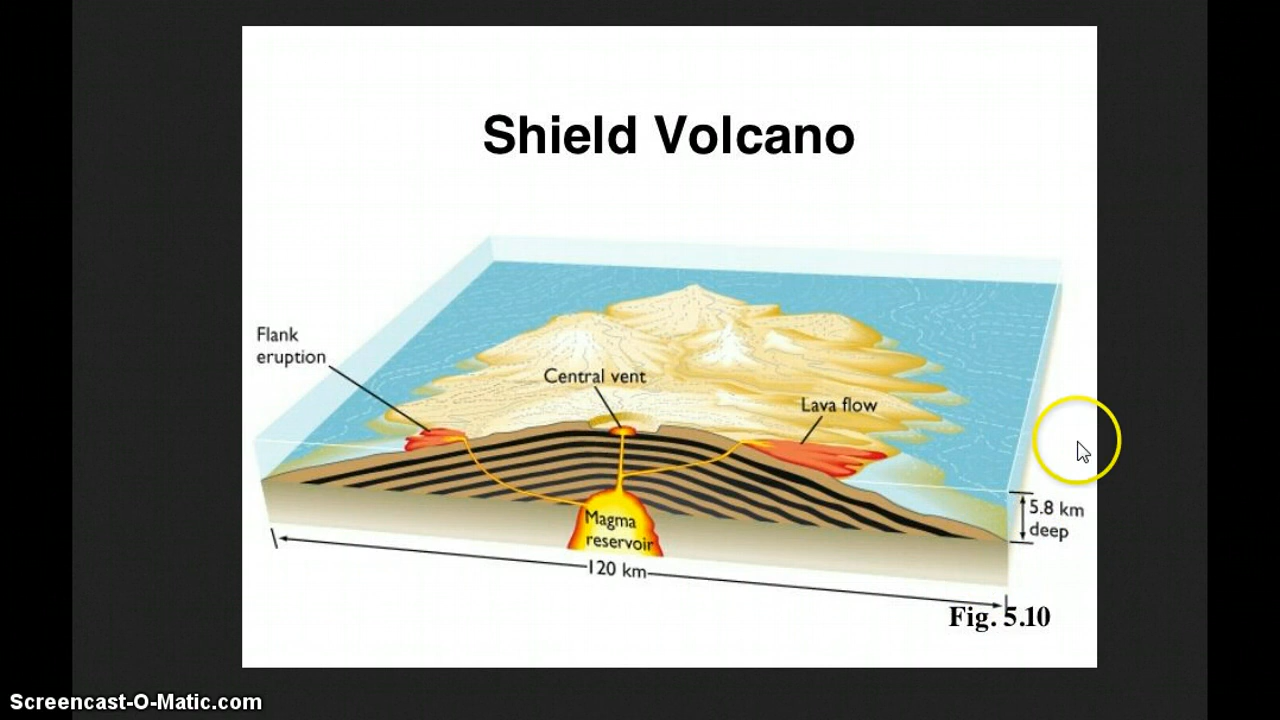 Shield Volcano
Flank
eruption
Central vent
Lava flow
Magma
reservoir
5.8 km
deep
120 km
Fig. 5.10
Screencast-O-Matic.com